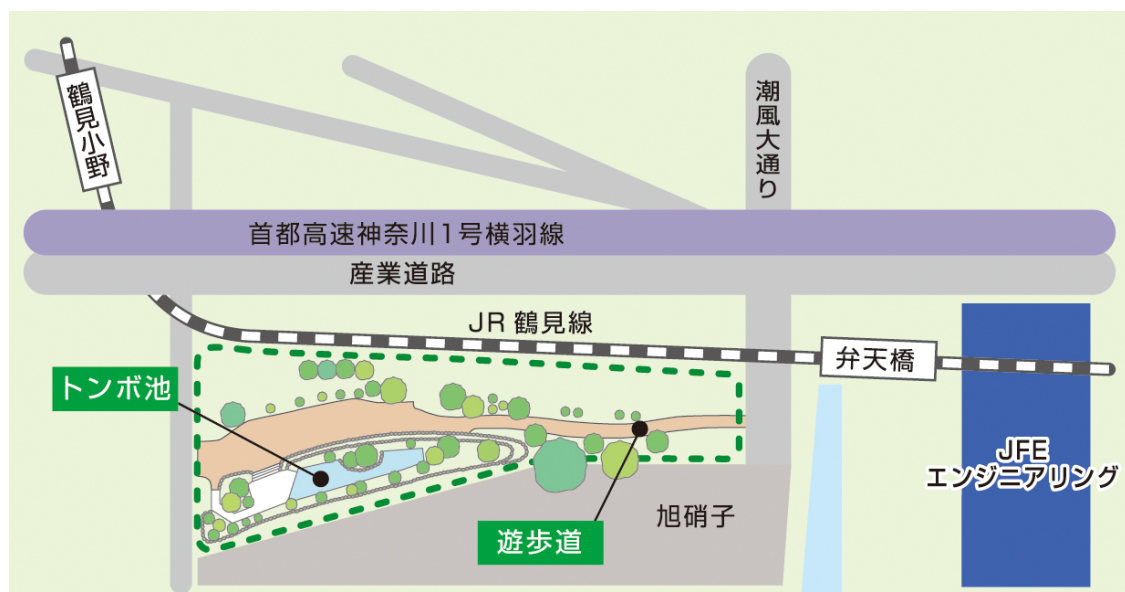 鶴見小野
潮風大通り
首都高速神奈川1号横羽線
産業道路
JR鶴見線
弁天橋
トンボ池
JFE
エンジニアリング
旭硝子
遊歩道